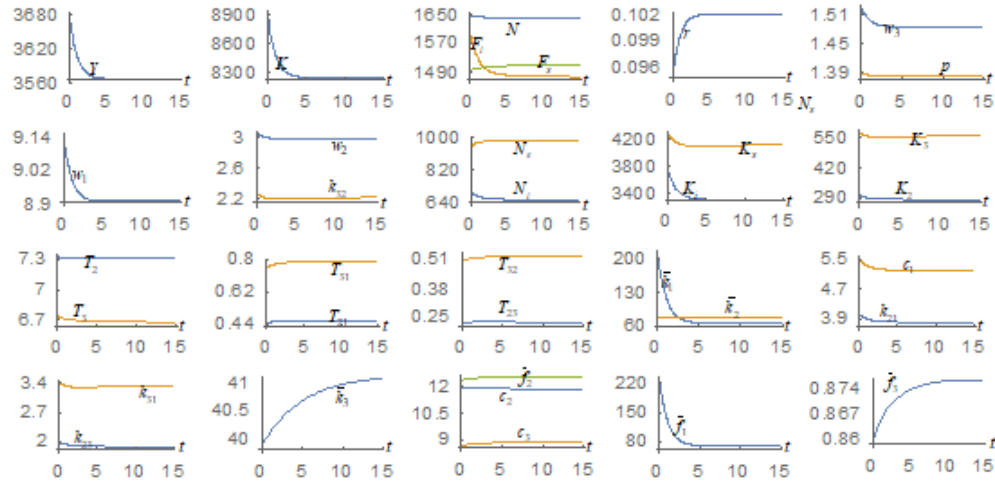 3680
3620
3560
Y
t
0 5 10 15
8900
8600
8300
K
t
0 5 10 15
1650
1570
1490
N
F_i
F_s
t
0 5 10 15
0.102
0.099
0.096
r
t
0 5 10 15
N_s
1.51
1.45
1.39
w_3
p
t
0 5 10 15
9.14
9.02
8.9
w_1
t
0 5 10 15
3
2.6
2.2
w_2
k_32
t
0 5 10 15
1000
820
640
N_s
N_i
t
0 5 10 15
4200
3800
3400
K_s
K_i
t
0 5 10 15
550
420
290
K_3
K_2
t
0 5 10 15
7.3
7
6.7
T_2
T_3
t
0 5 10 15
0.8
0.62
0.44
T_31
T_21
t
0 5 10 15
0.51
0.38
0.25
T_32
T_23
t
0 5 10 15
200
130
60
k̄_1
k̄_2
t
0 5 10 15
5.5
4.7
3.9
c_1
k_21
t
0 5 10 15
3.4
2.7
2
k_31
k_23
t
0 5 10 15
41
40.5
40
k̄_3
t
0 5 10 15
12
10.5
9
f̄_2
c_2
c_3
t
0 5 10 15
220
150
80
f̄_1
t
0 5 10 15
0.874
0.867
0.86
f̄_3
t
0 5 10 15